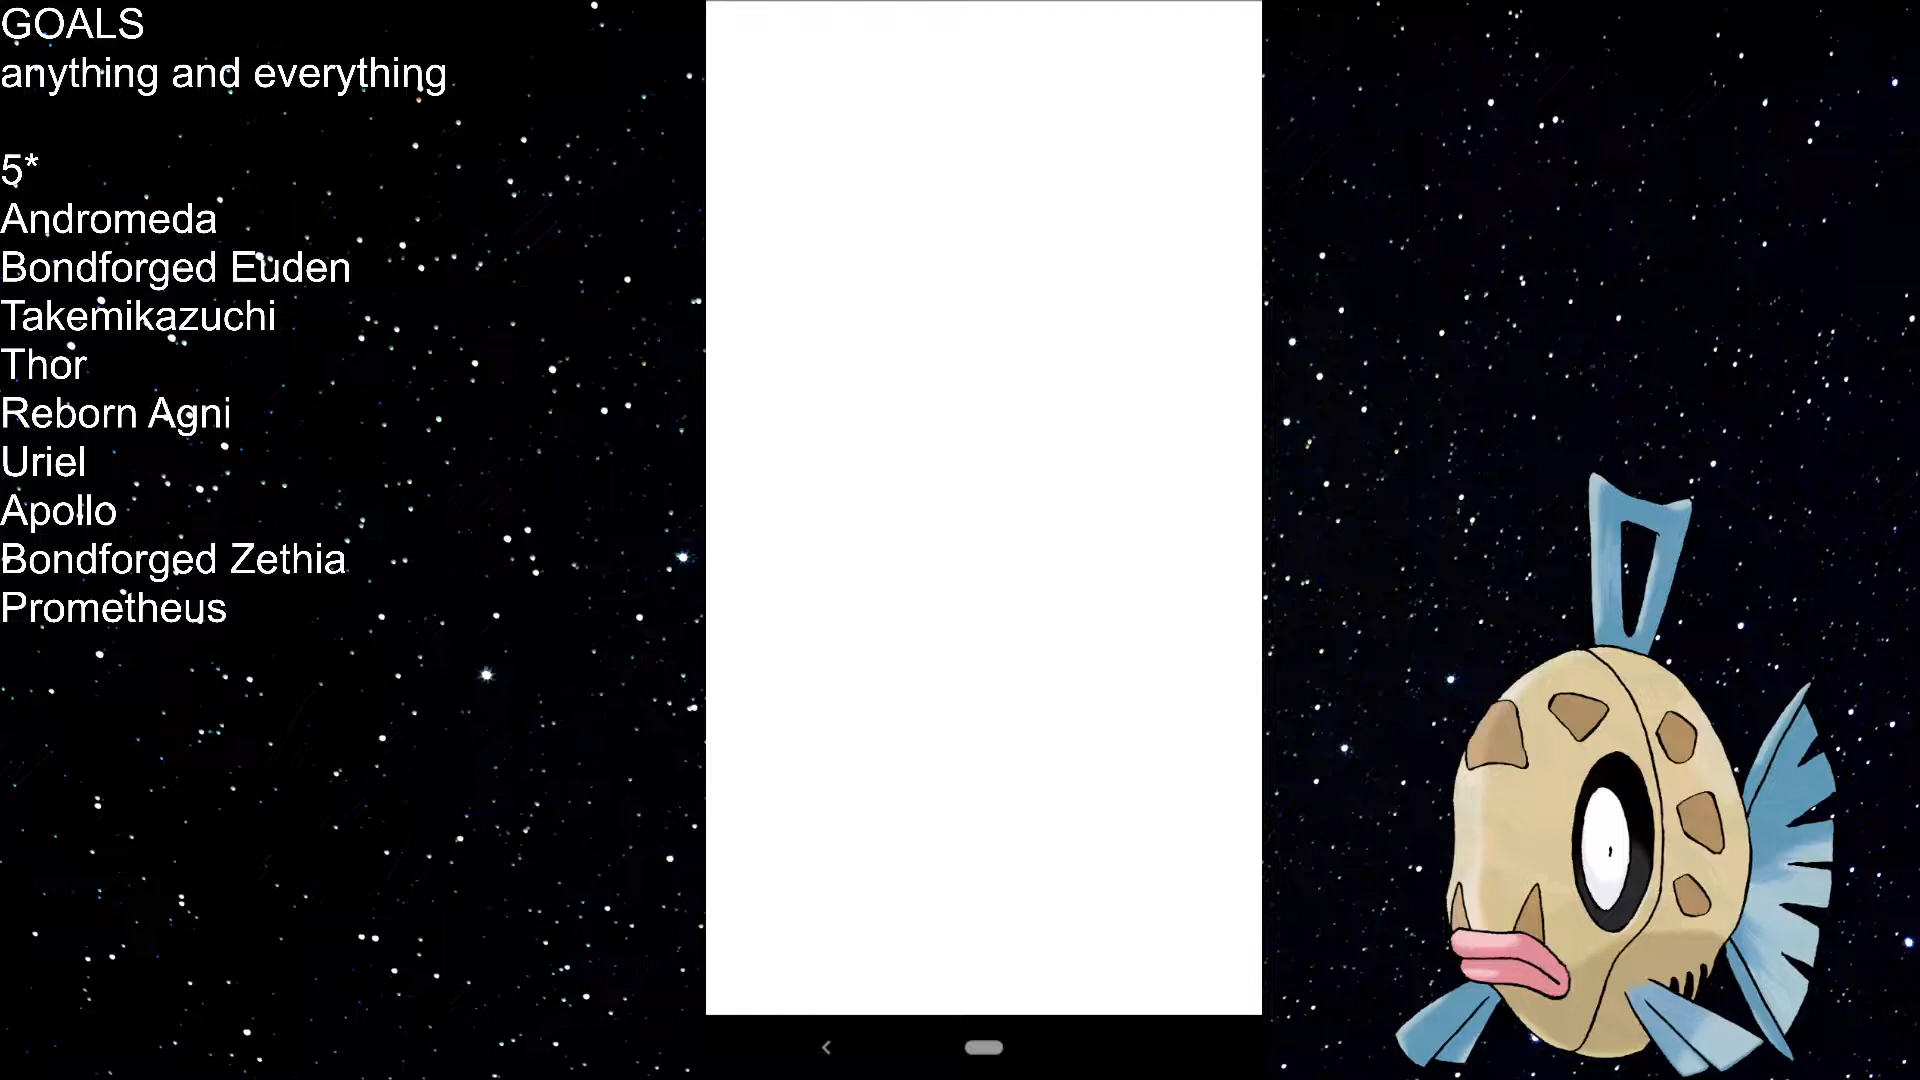 GOALS
anything and everything
5*
Andromeda
Bondforged Euden
Takemikazuchi
Thor
Reborn Agni
Uriel
Apollo
Bondforged Zethia
Prometheus